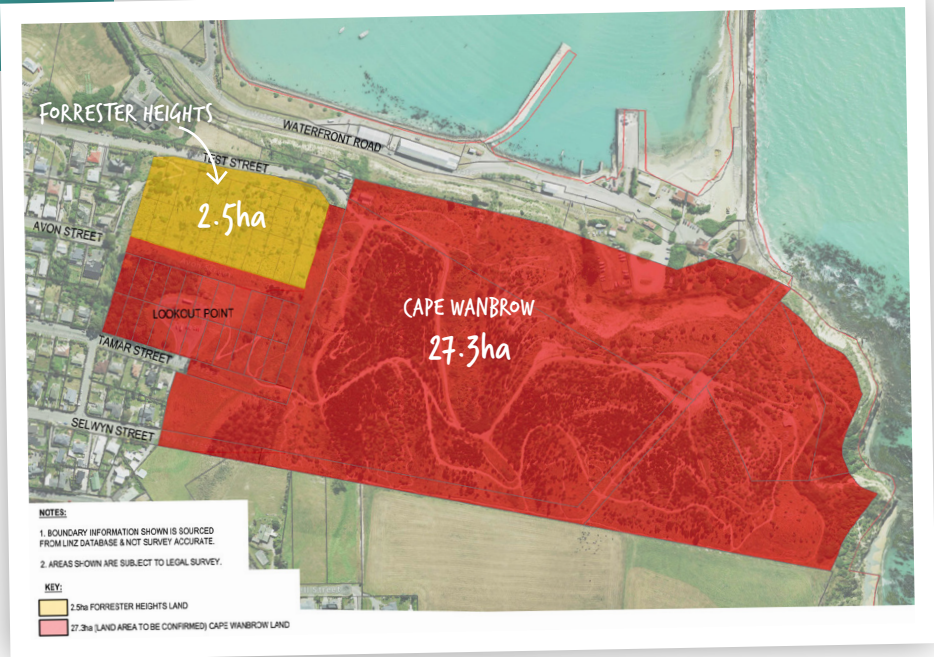 FORRESTER HEIGHTS
WATERFRONT ROAD
TEST STREET
2.5ha
AVON STREET
CAPE WANBROW
27.3ha
LOOKOUT POINT
TAMAR STREET
SELWYN STREET
NOTES:
1. BOUNDARY INFORMATION SHOWN IS SOURCED
FROM LINZ DATABASE & NOT SURVEY ACCURATE.
2. AREAS SHOWN ARE SUBJECT TO LEGAL SURVEY.
KEY:
2.5ha FORRESTER HEIGHTS LAND
27.3ha (LAND AREA TO BE CONFIRMED) CAPE WANBROW LAND